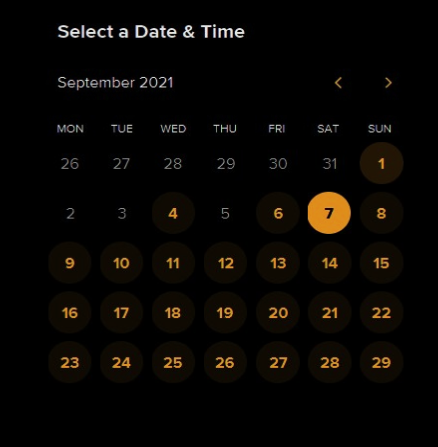 Select a Date & Time
September 2021 < >
MON TUE WED THU FRI SAT SUN
26 27 28 29 30 31 1
2 3 4 5 6 7 8
9 10 11 12 13 14 15
16 17 18 19 20 21 22
23 24 25 26 27 28 29